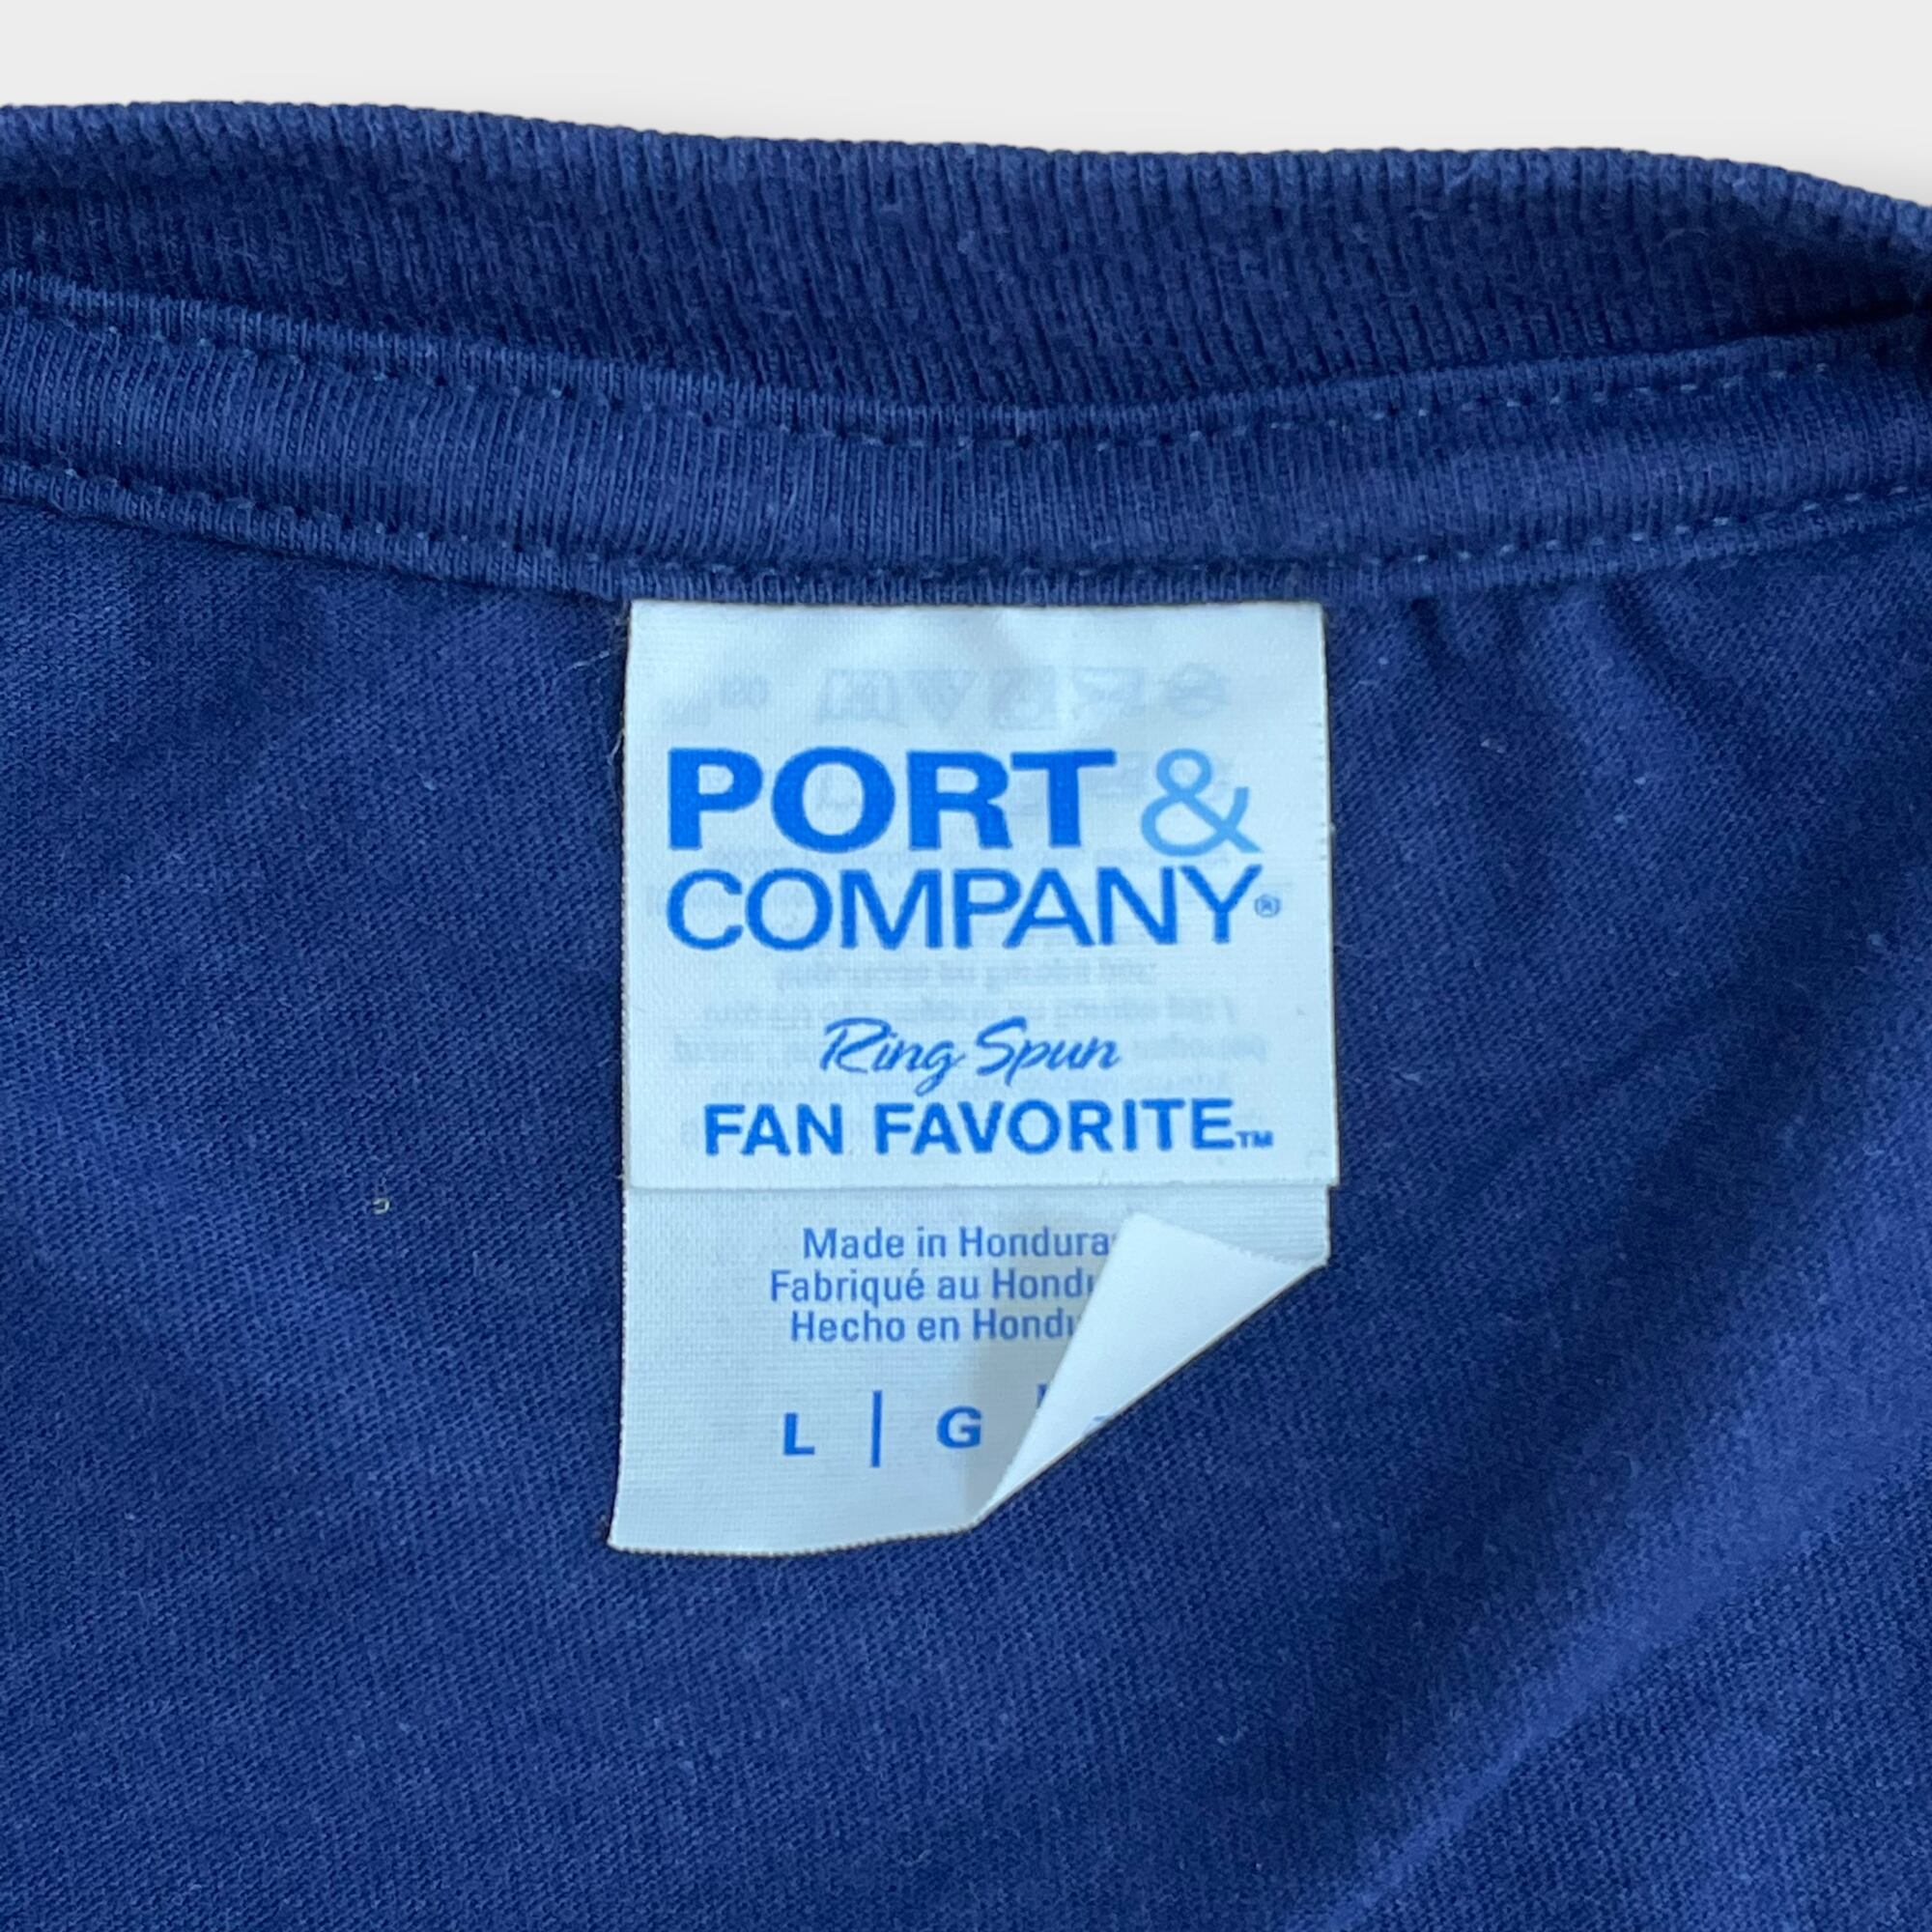 PORT &
COMPANY®
Ring Spun
FAN FAVORITE™
Made in Hondura
Fabriqué au Hondu
Hecho en Hondu
L | G